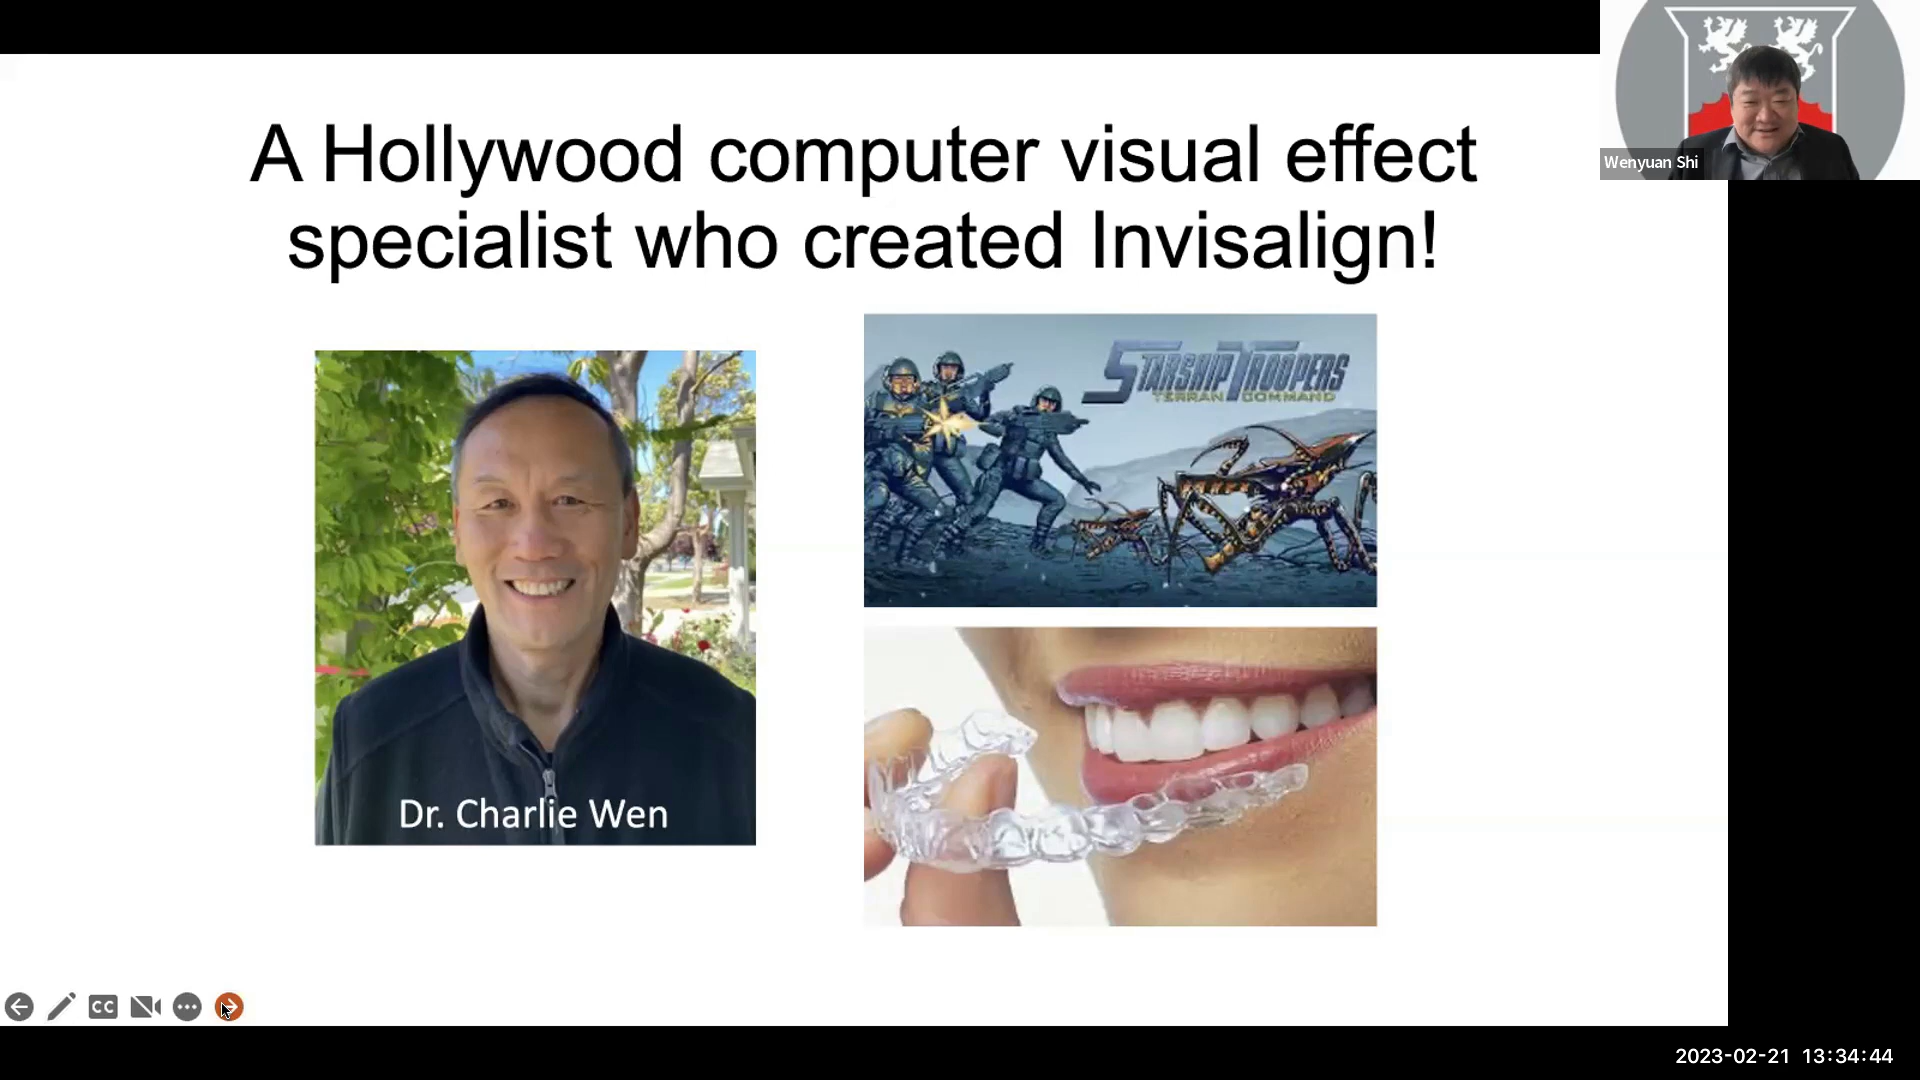 A Hollywood computer visual effect
specialist who created Invisalign!
Wenyuan Shi
STARSHIP TROOPERS
TERRAN COMMAND
Dr. Charlie Wen
CC
2023-02-21 13:34:44